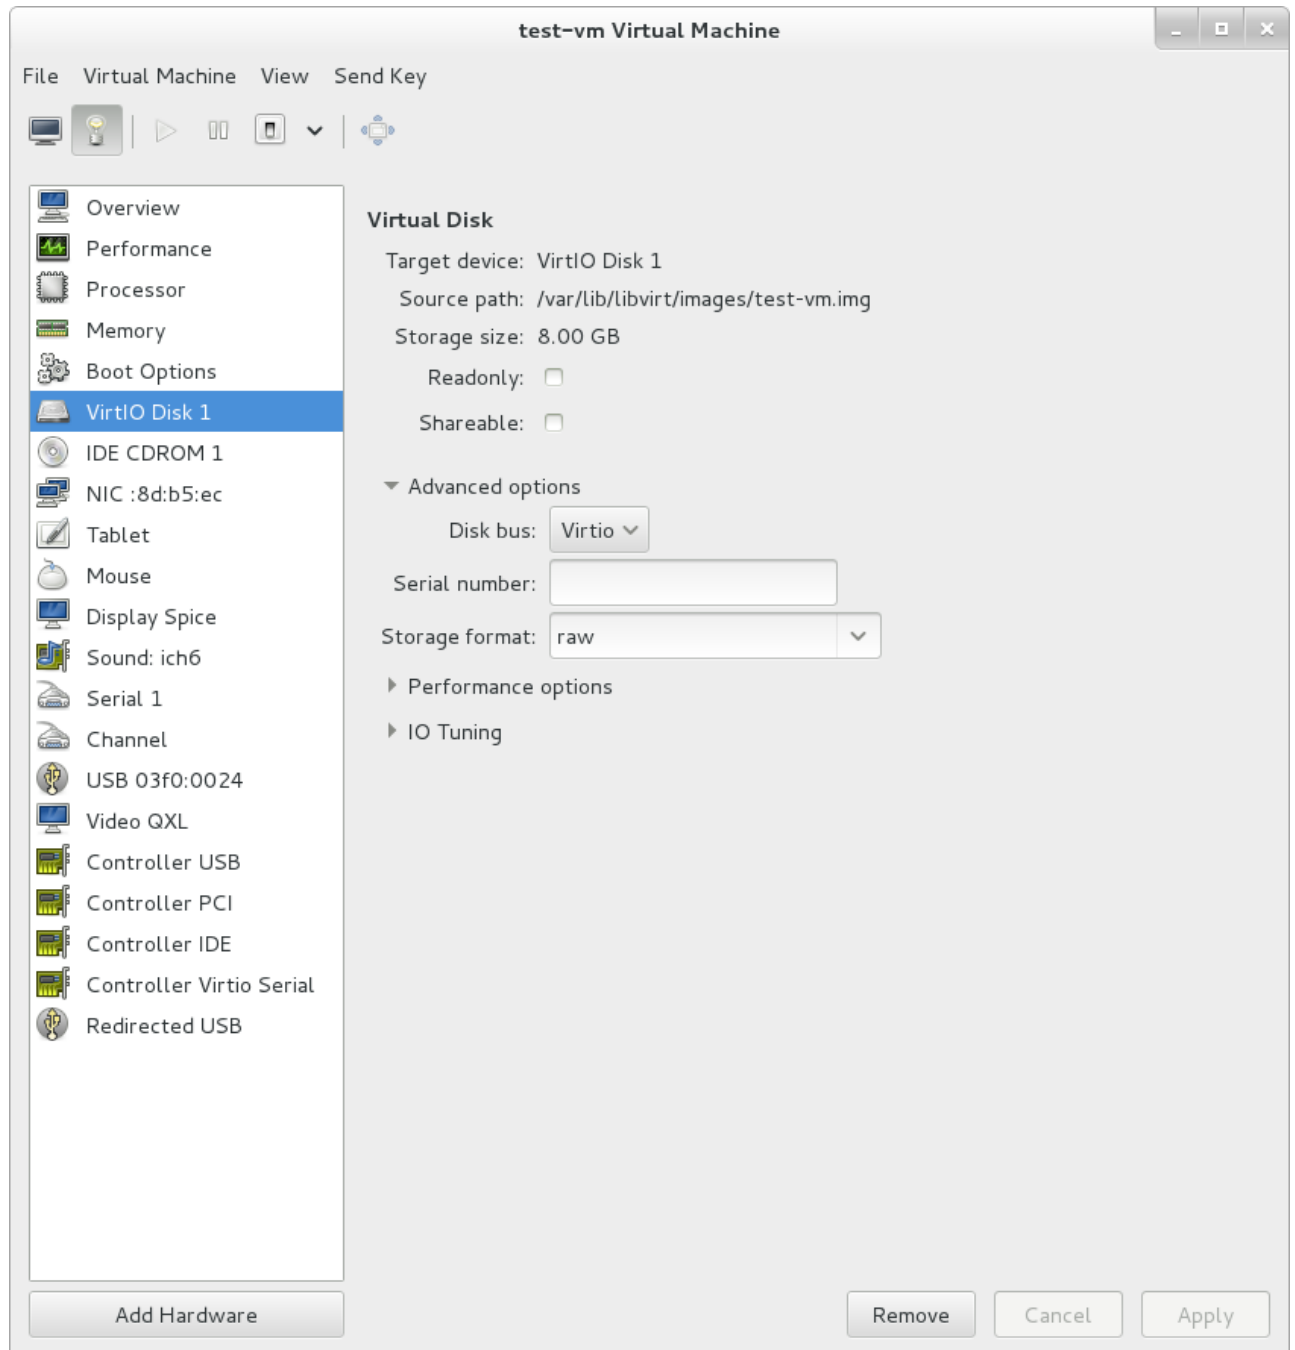 test-vm Virtual Machine
File Virtual Machine View Send Key
Overview
Performance
Processor
Memory
Boot Options
VirtIO Disk 1
IDE CDROM 1
NIC :8d:b5:ec
Tablet
Mouse
Display Spice
Sound: ich6
Serial 1
Channel
USB 03f0:0024
Video QXL
Controller USB
Controller PCI
Controller IDE
Controller Virtio Serial
Redirected USB
Add Hardware
Virtual Disk
Target device: VirtIO Disk 1
Source path: /var/lib/libvirt/images/test-vm.img
Storage size: 8.00 GB
Readonly:
Shareable:
Advanced options
Disk bus: Virtio
Serial number:
Storage format: raw
Performance options
IO Tuning
Remove Cancel Apply